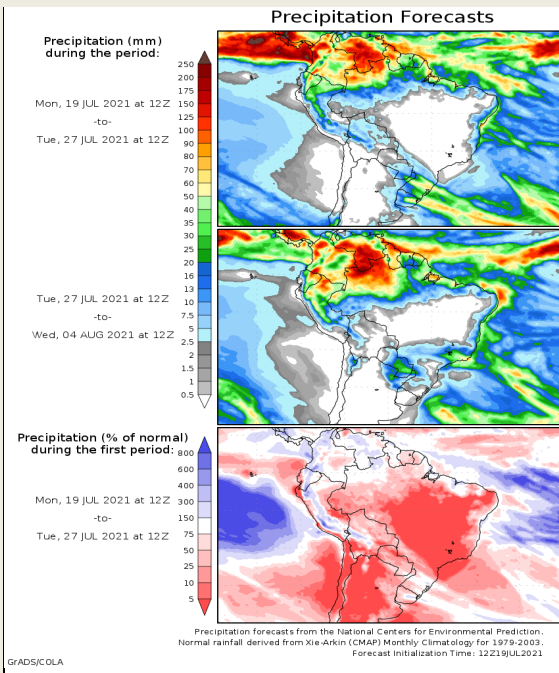 Precipitation Forecasts
Precipitation (mm)
during the period:
Mon, 19 JUL 2021 at 12Z
-to-
Tue, 27 JUL 2021 at 12Z
250
200
175
150
125
100
90
80
70
60
50
40
35
30
25
20
16
13
10
7.5
5
2.5
2
1.5
1
0.5
Tue, 27 JUL 2021 at 12Z
-to-
Wed, 04 AUG 2021 at 12Z
Precipitation (% of normal)
during the first period:
Mon, 19 JUL 2021 at 12Z
-to-
Tue, 27 JUL 2021 at 12Z
800
600
400
300
150
75
50
25
10
5
Precipitation forecasts from the National Centers for Environmental Prediction.
Normal rainfall derived from Xie-Arkin (CMAP) Monthly Climatology for 1979-2003.
Forecast Initialization Time: 12Z19JUL2021
GrADS/COLA